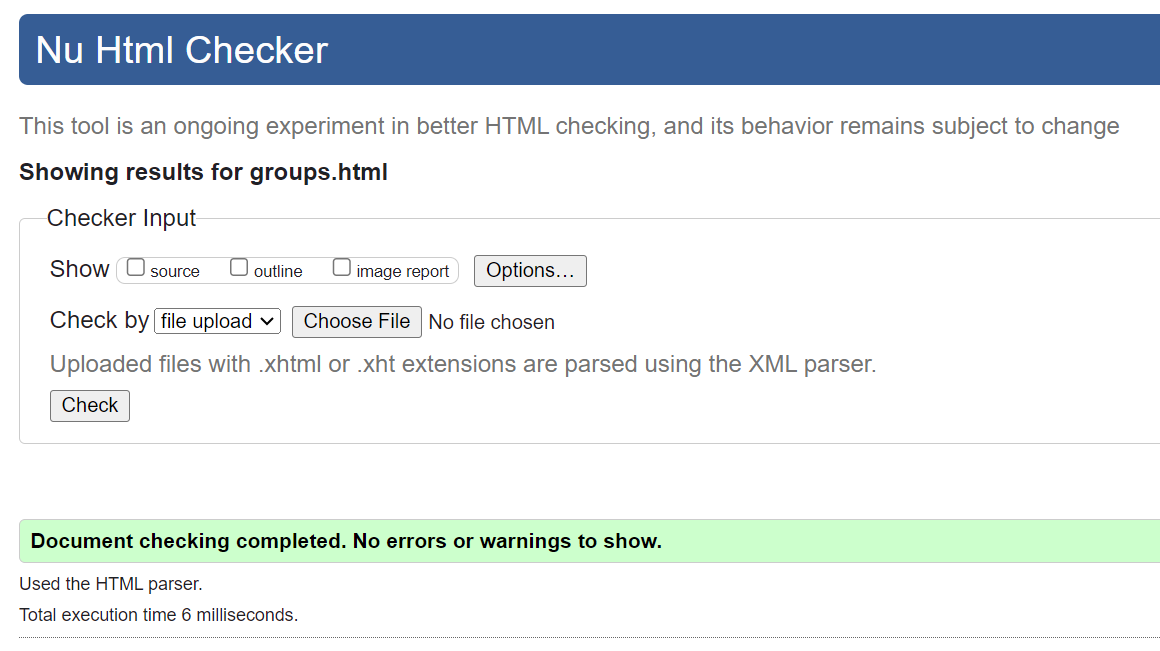 Nu Html Checker
This tool is an ongoing experiment in better HTML checking, and its behavior remains subject to change
Showing results for groups.html
Checker Input
Show source outline image report Options…
Check by file upload Choose File No file chosen
Uploaded files with .xhtml or .xht extensions are parsed using the XML parser.
Check
Document checking completed. No errors or warnings to show.
Used the HTML parser.
Total execution time 6 milliseconds.